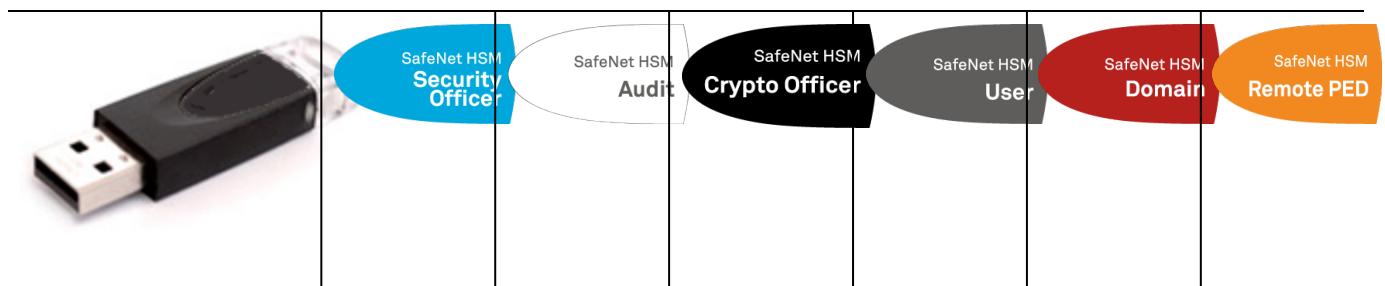 SafeNet HSM
Security
Officer
SafeNet HSM
Audit
SafeNet HSM
Crypto Officer
SafeNet HSM
User
SafeNet HSM
Domain
SafeNet HSM
Remote PED